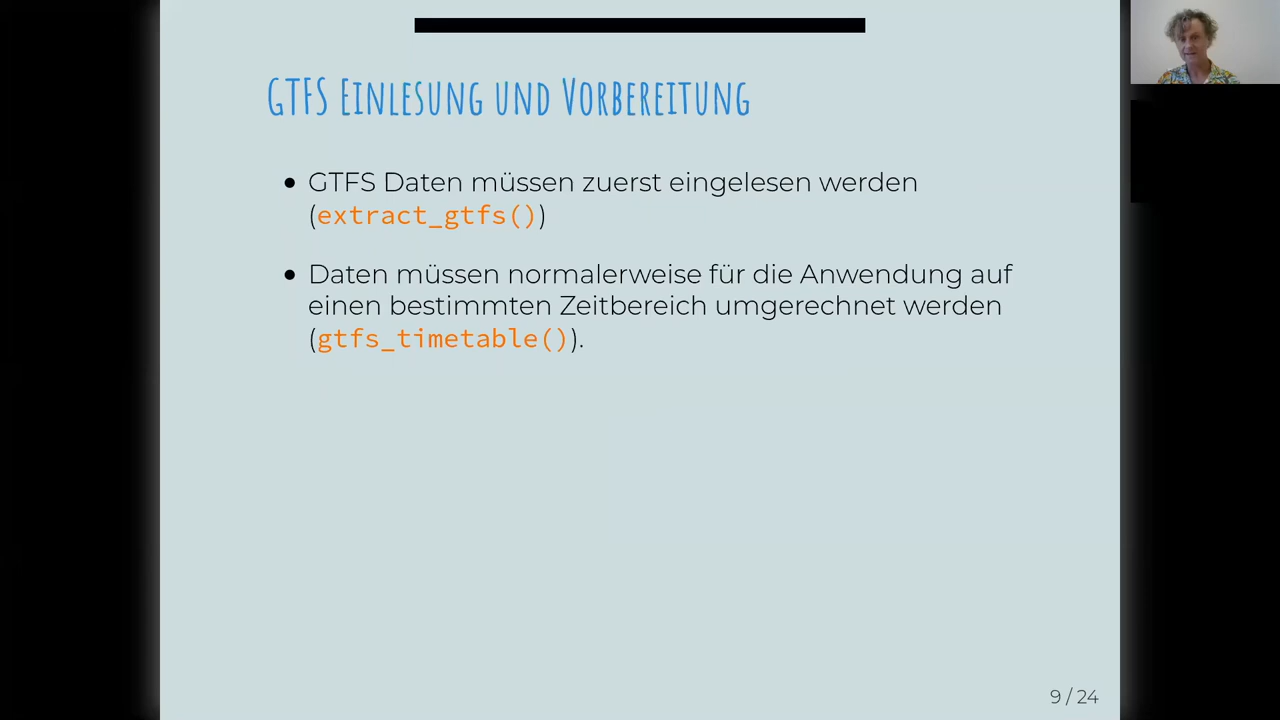 GTFS Einlesung und Vorbereitung
• GTFS Daten müssen zuerst eingelesen werden
(extract_gtfs())
• Daten müssen normalerweise für die Anwendung auf
einen bestimmten Zeitbereich umgerechnet werden
(gtfs_timetable()).
9 / 24